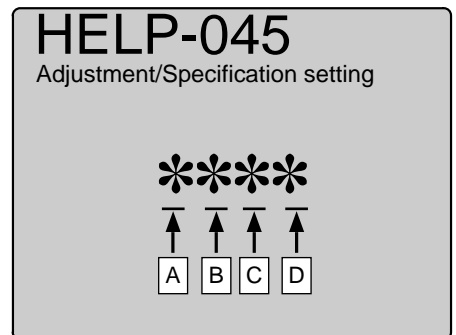 HELP-045
Adjustment/Specification setting
****
A B C D